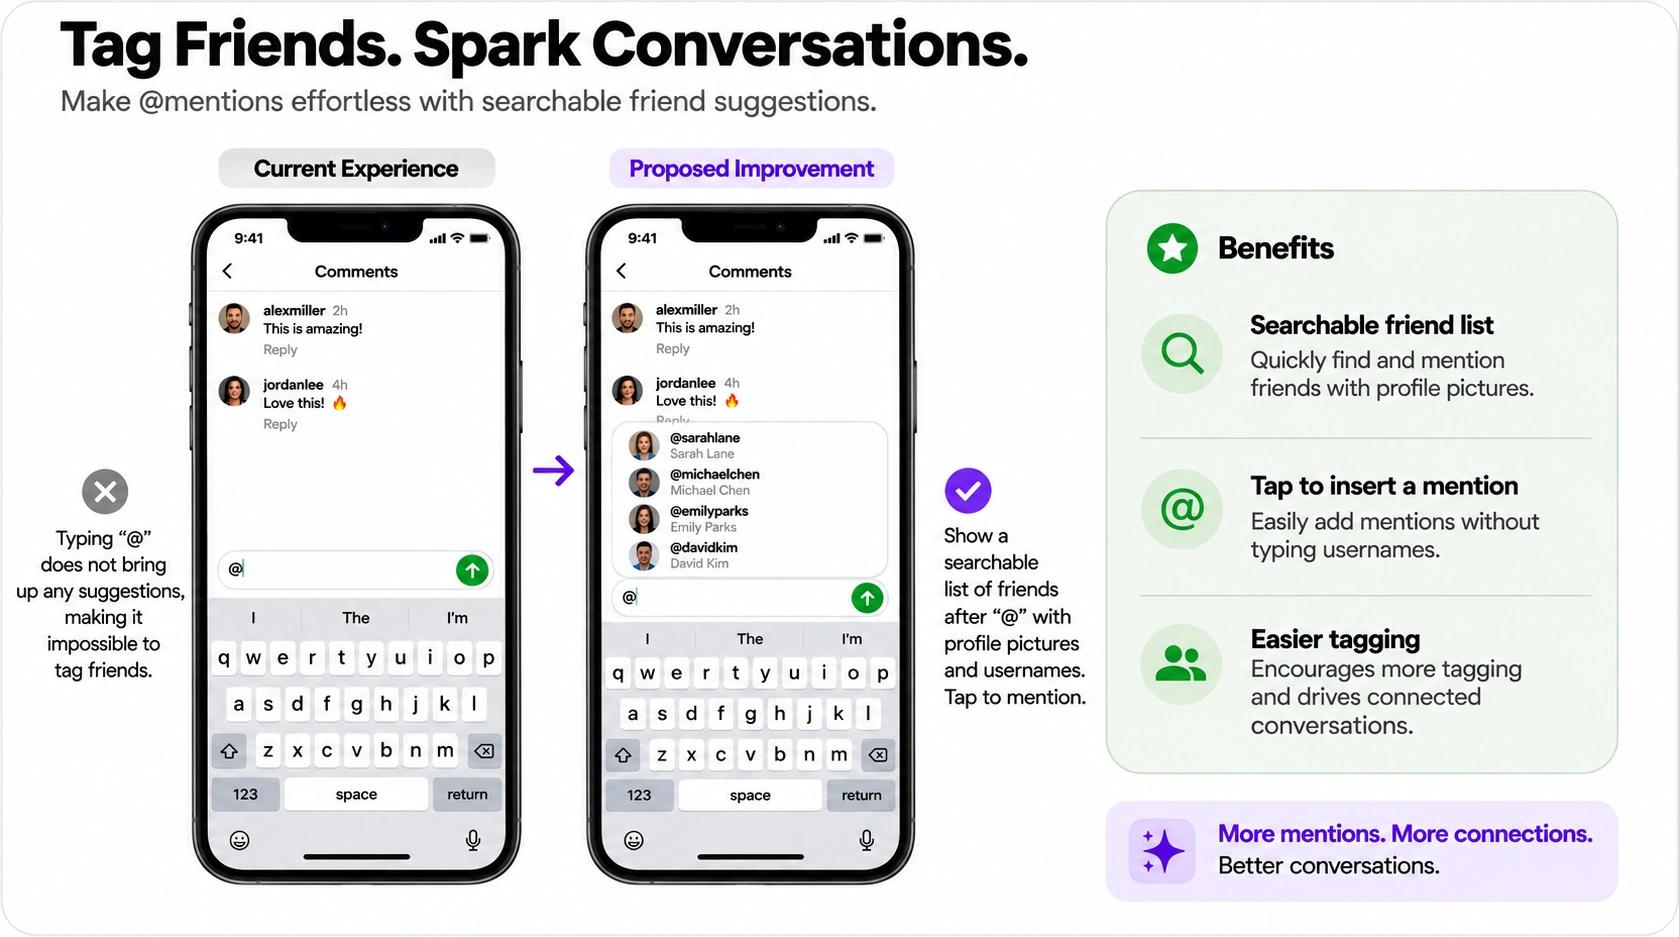 Tag Friends. Spark Conversations.
Make @mentions effortless with searchable friend suggestions.
Current Experience
9:41
Comments
alexmiller 2h
This is amazing!
Reply
jordanlee 4h
Love this! 🔥
Reply
@
I The I'm
q w e r t y u i o p
a s d f g h j k l
z x c v b n m
123 space return
Typing “@”
does not bring
up any suggestions,
making it
impossible to
tag friends.
Proposed Improvement
9:41
Comments
alexmiller 2h
This is amazing!
Reply
jordanlee 4h
Love this! 🔥
Reply
@sarahlane
Sarah Lane
@michaelchen
Michael Chen
@emilyparks
Emily Parks
@davidkim
David Kim
@
I The I'm
q w e r t y u i o p
a s d f g h j k l
z x c v b n m
123 space return
Show a
searchable
list of friends
after “@” with
profile pictures
and usernames.
Tap to mention.
Benefits
Searchable friend list
Quickly find and mention
friends with profile pictures.
@
Tap to insert a mention
Easily add mentions without
typing usernames.
Easier tagging
Encourages more tagging
and drives connected
conversations.
More mentions. More connections.
Better conversations.